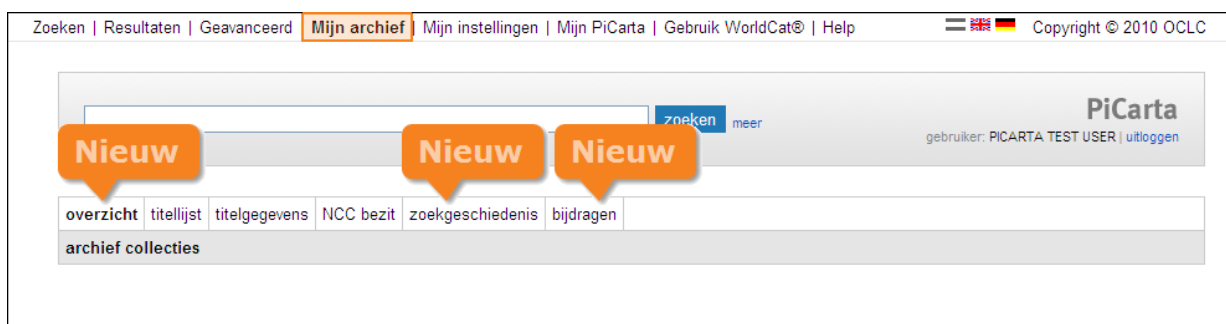 Zoeken | Resultaten | Geavanceerd | Mijn archief | Mijn instellingen | Mijn PiCarta | Gebruik WorldCat® | Help Copyright © 2010 OCLC
PiCarta
zoeken meer
gebruiker: PICARTA TEST USER | uitloggen
Nieuw Nieuw Nieuw
overzicht titellijst titelgegevens NCC bezit zoekgeschiedenis bijdragen
archief collecties